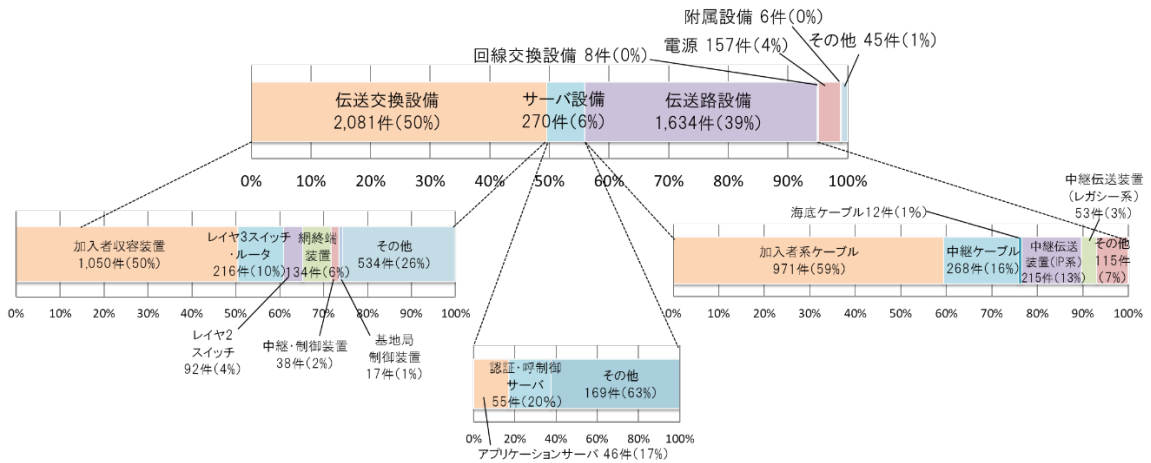 附属設備 6件(0%)
回線交換設備 8件(0%)
電源 157件(4%)
その他 45件(1%)
伝送交換設備
2,081件(50%)
サーバ設備
270件(6%)
伝送路設備
1,634件(39%)
0% 10% 20% 30% 40% 50% 60% 70% 80% 90% 100%
加入者収容装置
1,050件(50%)
レイヤ3スイッチ
・ルータ
216件(10%)
網終端
装置
134件(6%)
その他
534件(26%)
0% 10% 20% 30% 40% 50% 60% 70% 80% 90% 100%
レイヤ2
スイッチ
92件(4%)
中継・制御装置
38件(2%)
基地局
制御装置
17件(1%)
認証・呼制御
サーバ
55件(20%)
その他
169件(63%)
0% 20% 40% 60% 80% 100%
アプリケーションサーバ 46件(17%)
中継伝送装置
(レガシー系)
53件(3%)
海底ケーブル12件(1%)
加入者系ケーブル
971件(59%)
中継ケーブル
268件(16%)
中継伝送
装置(IP系)
215件(13%)
その他
115件
(7%)
0% 10% 20% 30% 40% 50% 60% 70% 80% 90% 100%